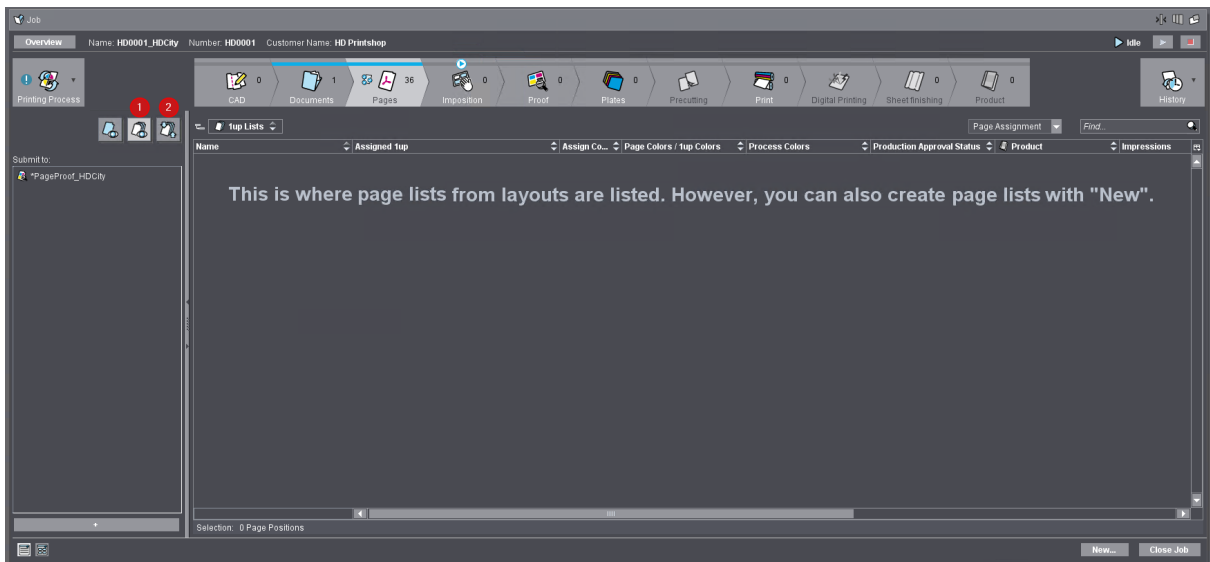 Job
Overview Name: HD0001_HDCity Number: HD0001 Customer Name: HD Printshop Idle
Printing Process
CAD 0
Documents 1
Pages 36
Imposition 0
Proof 0
Plates 0
Precutting
Print 0
Digital Printing
Sheet finishing 0
Product 0
History
1 2
1up Lists Page Assignment Find...
Name Assigned 1up Assign Co... Page Colors / 1up Colors Process Colors Production Approval Status Product Impressions
Submit to:
*PageProof_HDCity
This is where page lists from layouts are listed. However, you can also create page lists with "New".
+
Selection: 0 Page Positions
New... Close Job